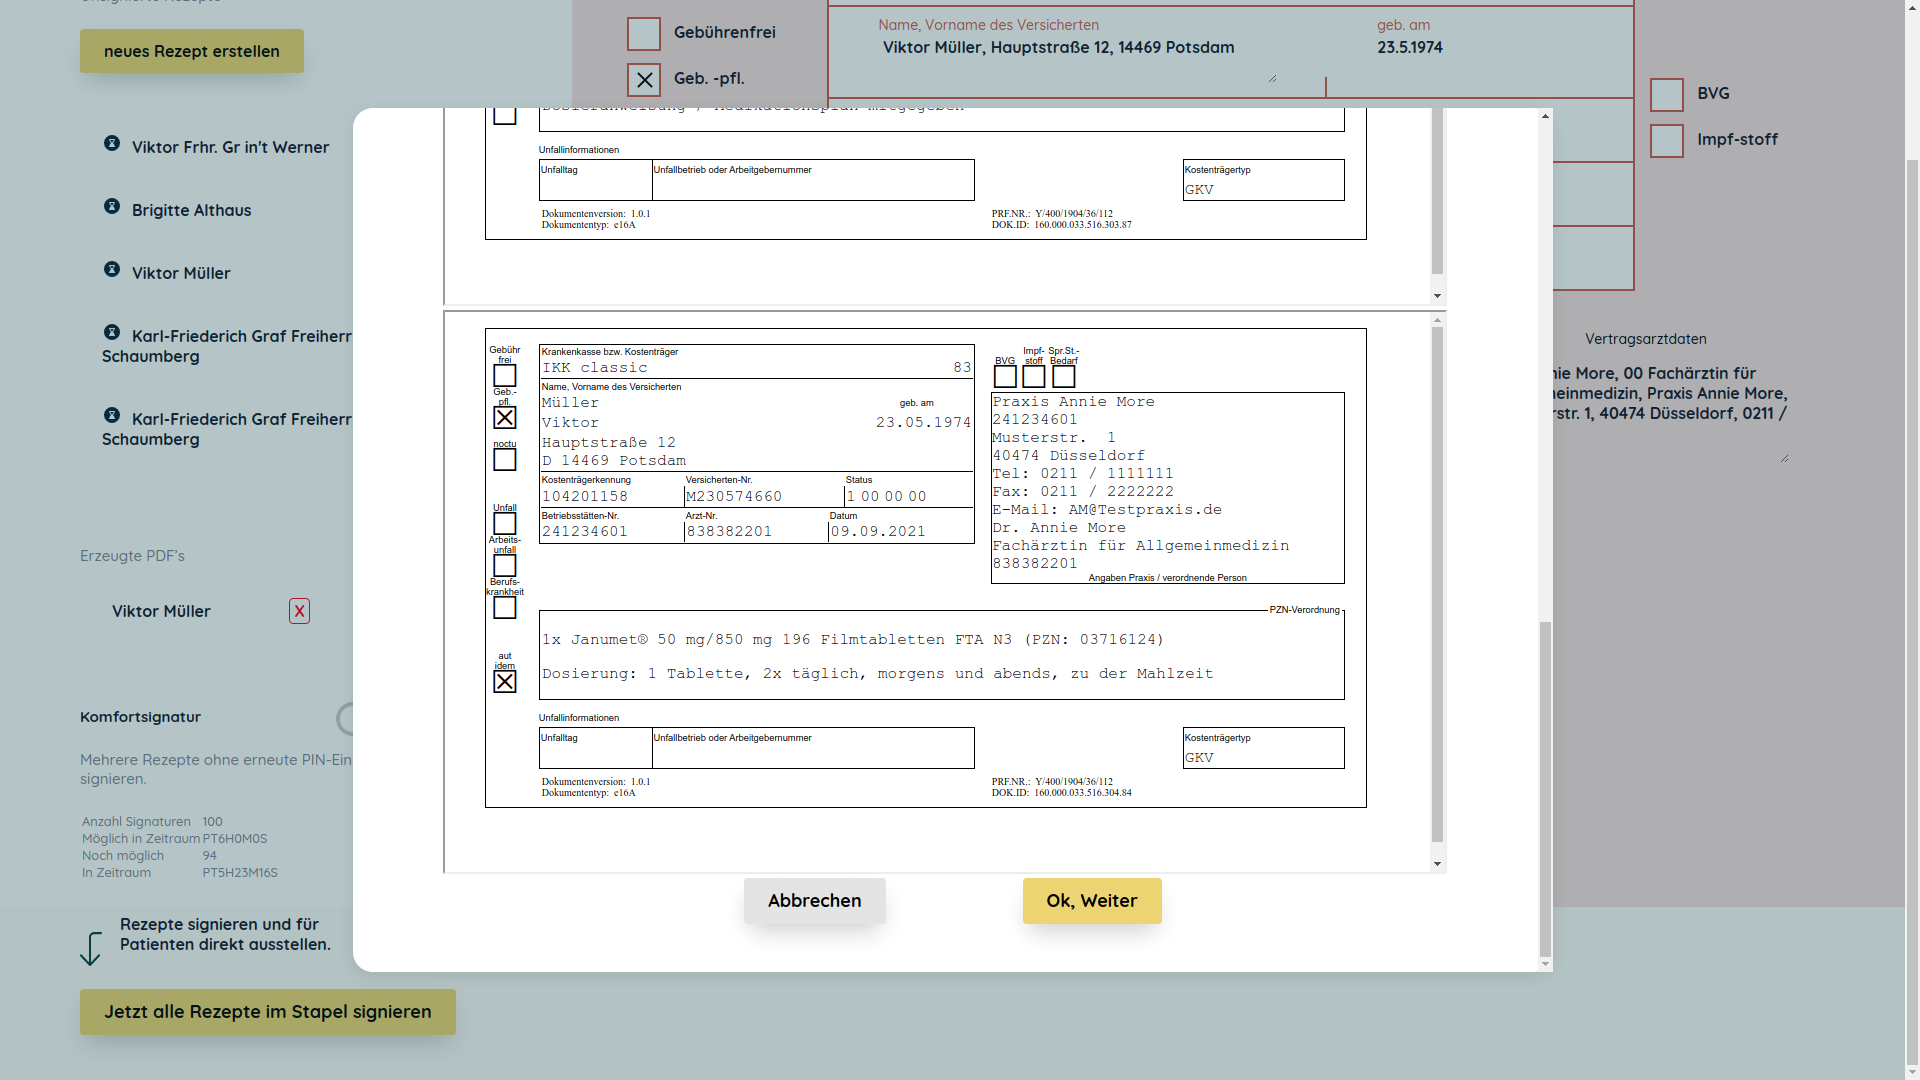 neues Rezept erstellen
Viktor Frhr. Gr in't Werner
Brigitte Althaus
Viktor Müller
Karl-Friederich Graf Freiherr
Schaumberg
Karl-Friederich Graf Freiherr
Schaumberg
Erzeugte PDF's
Viktor Müller
X
Komfortsignatur
Mehrere Rezepte ohne erneute PIN-Ein
signieren.
Anzahl Signaturen 100
Möglich in Zeitraum PT6H0M0S
Noch möglich 94
In Zeitraum PT5H23M16S
Rezepte signieren und für
Patienten direkt ausstellen.
Jetzt alle Rezepte im Stapel signieren
Gebührenfrei
Geb. -pfl.
Name, Vorname des Versicherten
geb. am
Viktor Müller, Hauptstraße 12, 14469 Potsdam
23.5.1974
BVG
Impf-stoff
Vertragsarztdaten
nie More, 00 Fachärztin für
einmedizin, Praxis Annie More,
rstr. 1, 40474 Düsseldorf, 0211 /
Dosieranweisung / Medikationsplan mitgegeben
Unfallinformationen
Unfalltag
Unfallbetrieb oder Arbeitgebernummer
Kostenträgertyp
GKV
Dokumentenversion: 1.0.1
Dokumententyp: e16A
PRF.NR.: Y/400/1904/36/112
DOK.ID: 160.000.033.516.303.87
Gebühr
frei
Geb.-
pfl.
noctu
Unfall
Arbeits-
unfall
Berufs-
krankheit
aut
idem
Krankenkasse bzw. Kostenträger
IKK classic 83
Name, Vorname des Versicherten
Müller
geb. am
Viktor 23.05.1974
Hauptstraße 12
D 14469 Potsdam
Kostenträgerkennung Versicherten-Nr. Status
104201158 M230574660 1 00 00 00
Betriebsstätten-Nr. Arzt-Nr. Datum
241234601 838382201 09.09.2021
BVG
Impf-
stoff
Spr.St.-
Bedarf
Praxis Annie More
241234601
Musterstr. 1
40474 Düsseldorf
Tel: 0211 / 1111111
Fax: 0211 / 2222222
E-Mail: AM@Testpraxis.de
Dr. Annie More
Fachärztin für Allgemeinmedizin
838382201
Angaben Praxis / verordnende Person
PZN-Verordnung
1x Janumet® 50 mg/850 mg 196 Filmtabletten FTA N3 (PZN: 03716124)
Dosierung: 1 Tablette, 2x täglich, morgens und abends, zu der Mahlzeit
Unfallinformationen
Unfalltag
Unfallbetrieb oder Arbeitgebernummer
Kostenträgertyp
GKV
Dokumentenversion: 1.0.1
Dokumententyp: e16A
PRF.NR.: Y/400/1904/36/112
DOK.ID: 160.000.033.516.304.84
Abbrechen
Ok, Weiter